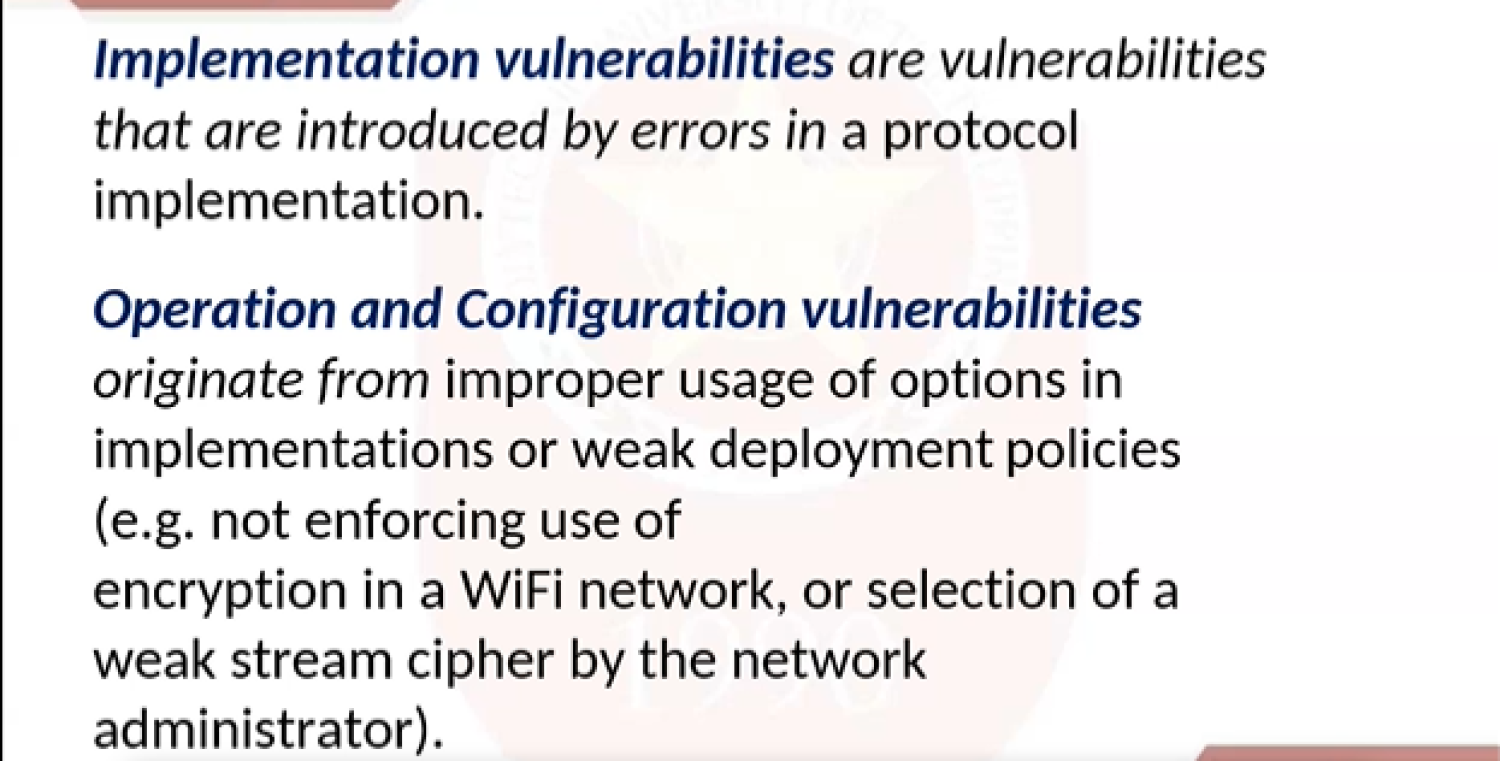 Implementation vulnerabilities are vulnerabilities
that are introduced by errors in a protocol
implementation.
Operation and Configuration vulnerabilities
originate from improper usage of options in
implementations or weak deployment policies
(e.g. not enforcing use of
encryption in a WiFi network, or selection of a
weak stream cipher by the network
administrator).